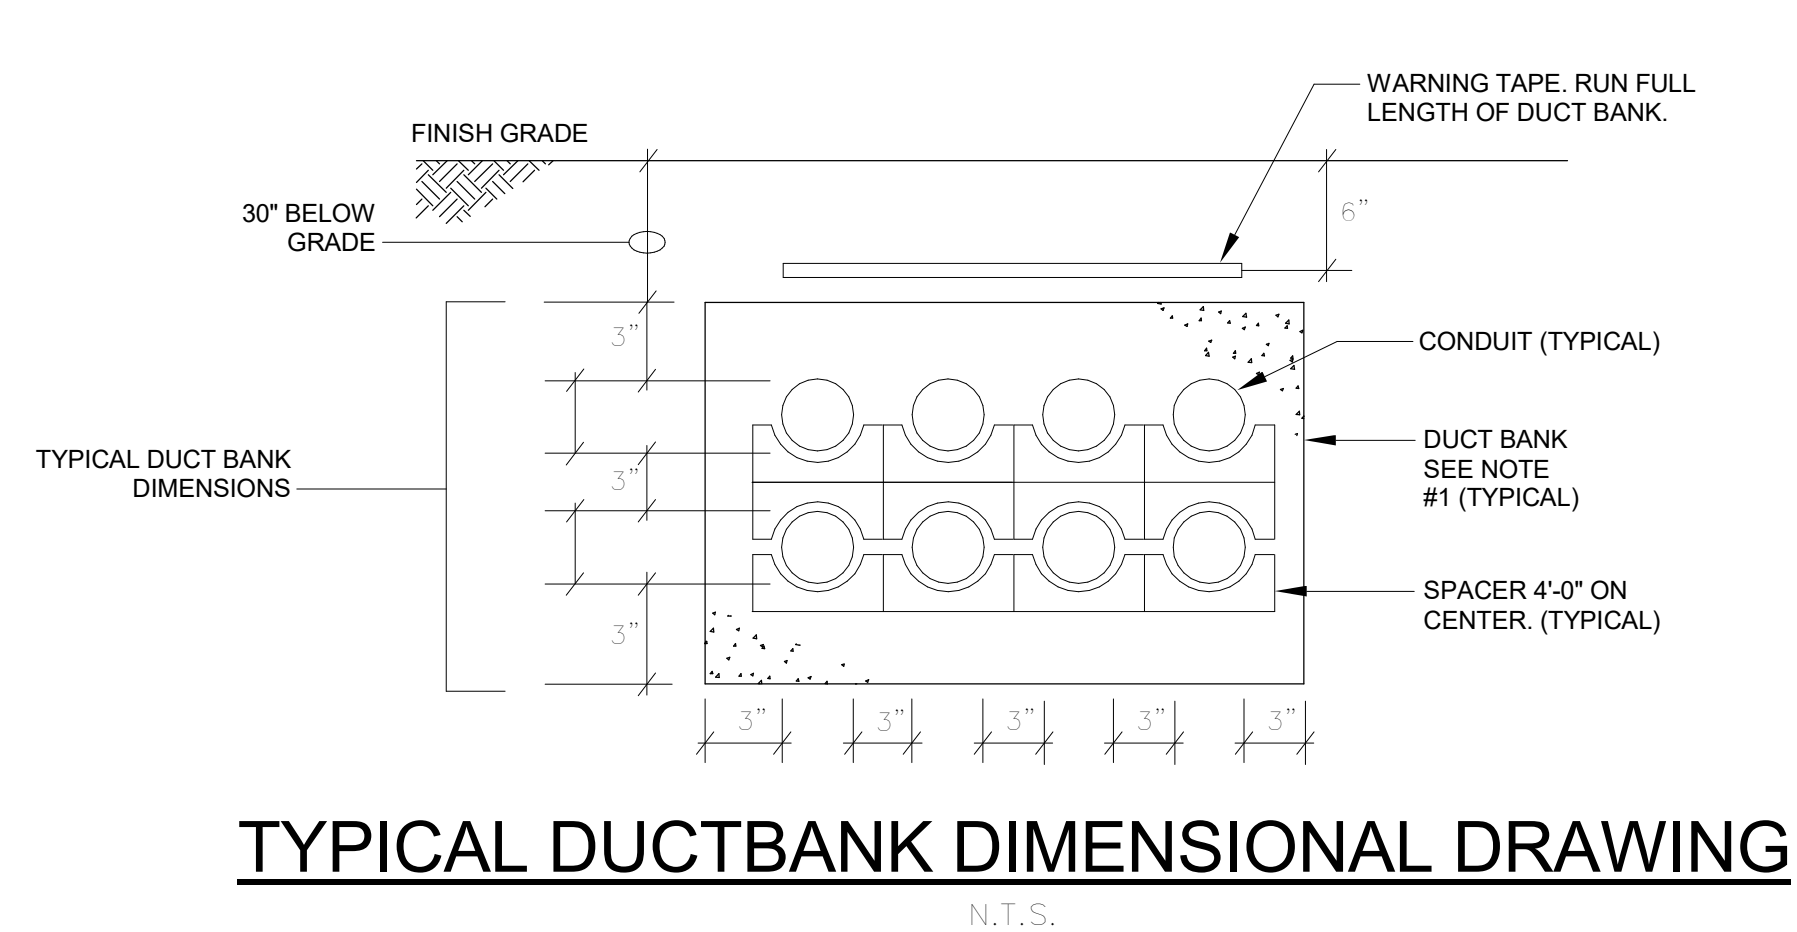 WARNING TAPE. RUN FULL
LENGTH OF DUCT BANK.
FINISH GRADE
30" BELOW
GRADE
6"
3"
CONDUIT (TYPICAL)
TYPICAL DUCT BANK
DIMENSIONS
3"
DUCT BANK
SEE NOTE
#1 (TYPICAL)
SPACER 4'-0" ON
CENTER. (TYPICAL)
3"
3" 3" 3" 3" 3"
TYPICAL DUCTBANK DIMENSIONAL DRAWING
N.T.S.